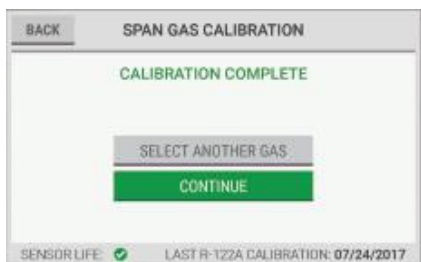 BACK SPAN GAS CALIBRATION
CALIBRATION COMPLETE
SELECT ANOTHER GAS
CONTINUE
SENSOR LIFE: LAST R-122A CALIBRATION: 07/24/2017